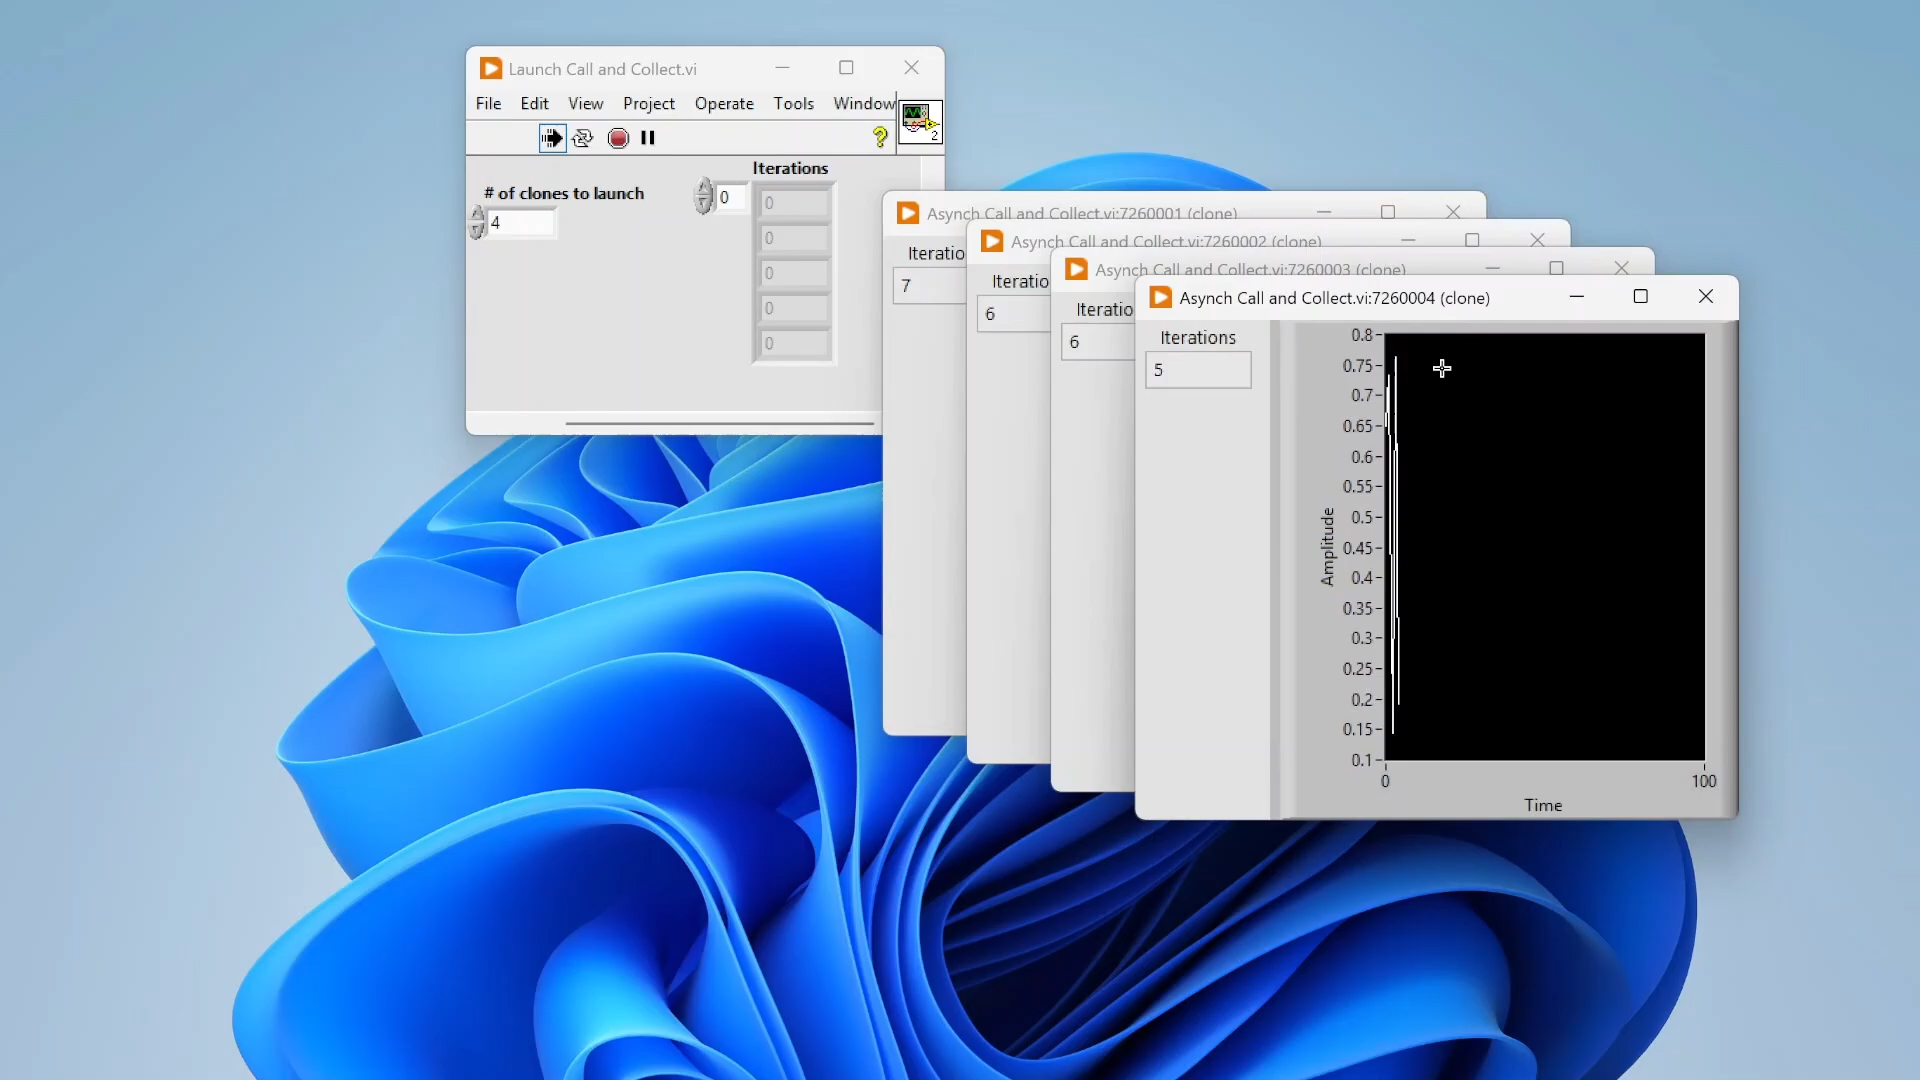 Launch Call and Collect.vi
File Edit View Project Operate Tools Window
2
# of clones to launch
4
Iterations
0
0
0
0
0
0
Asynch Call and Collect.vi:7260001 (clone)
Iteratio
7
Asynch Call and Collect.vi:7260002 (clone)
Iteratio
6
Asynch Call and Collect.vi:7260003 (clone)
Iteratio
6
Asynch Call and Collect.vi:7260004 (clone)
Iterations
5
Amplitude
0.8
0.75
0.7
0.65
0.6
0.55
0.5
0.45
0.4
0.35
0.3
0.25
0.2
0.15
0.1
0 100
Time